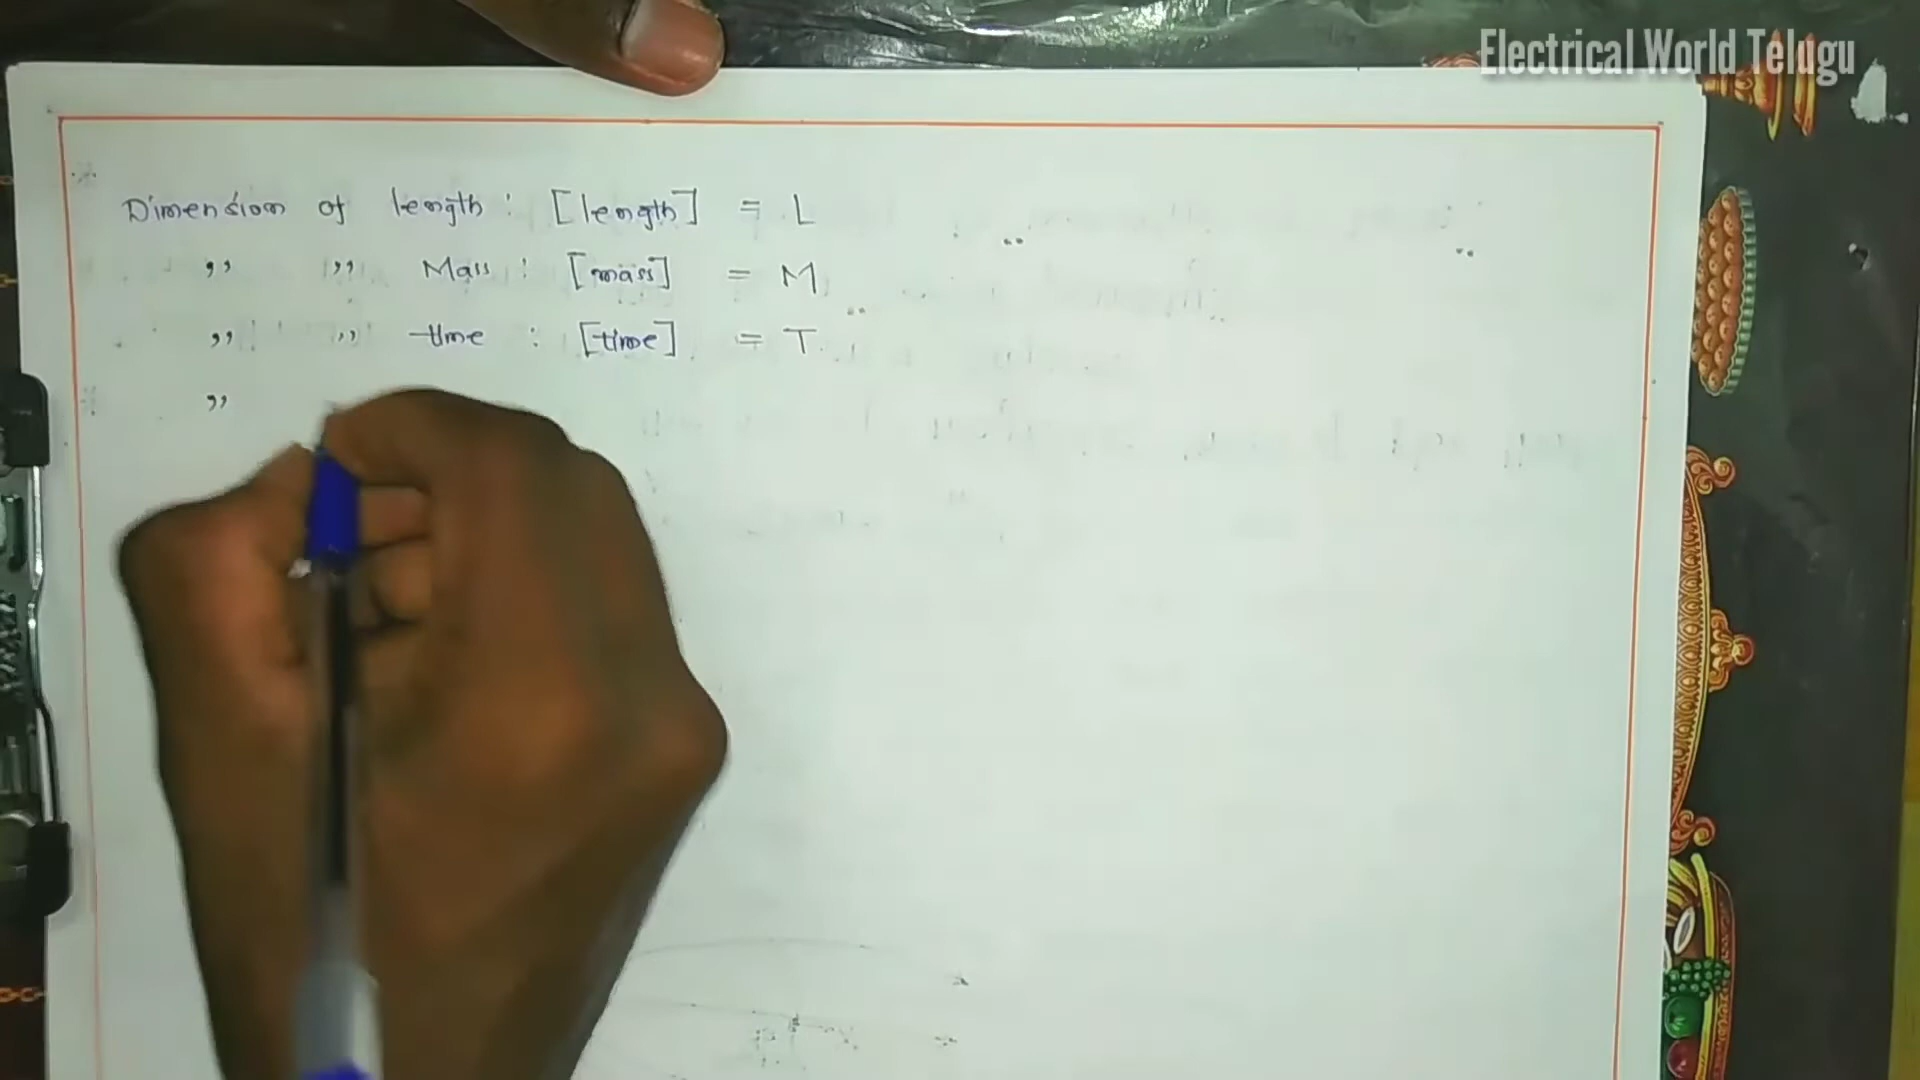 Electrical World Telugu
Dimension of length : [length] = L
,, ,, Mass : [mass] = M
,, ,, time : [time] = T
,,